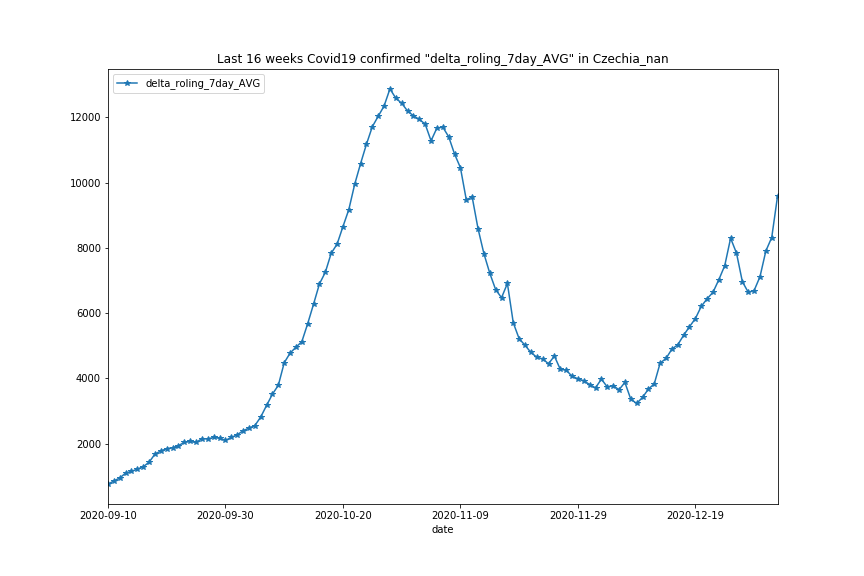 Last 16 weeks Covid19 confirmed "delta_roling_7day_AVG" in Czechia_nan
delta_roling_7day_AVG
12000
10000
8000
6000
4000
2000
2020-09-10 2020-09-30 2020-10-20 2020-11-09 2020-11-29 2020-12-19
date